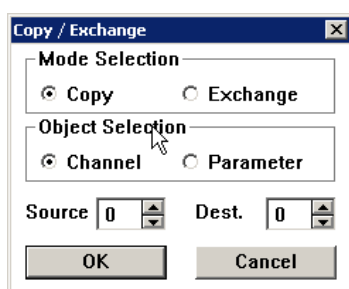 Copy / Exchange
Mode Selection
Copy Exchange
Object Selection
Channel Parameter
Source 0 Dest. 0
OK Cancel